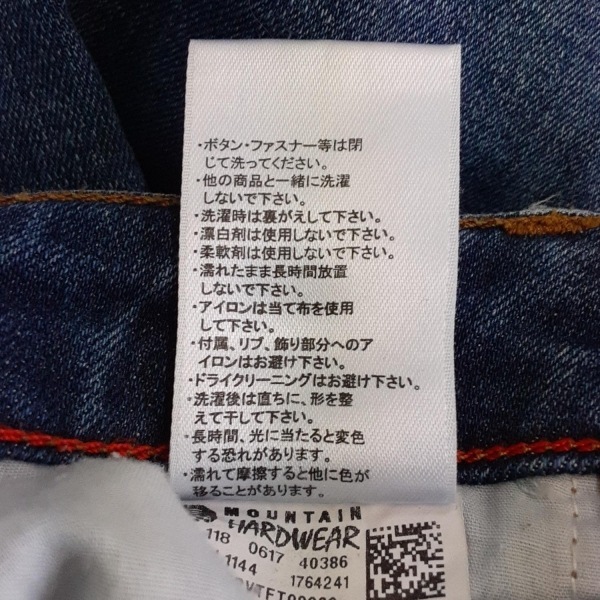 ・ボタン・ファスナー等は閉
じて洗ってください。
・他の商品と一緒に洗濯
しないで下さい。
・洗濯時は裏がえして下さい。
・漂白剤は使用しないで下さい。
・柔軟剤は使用しないで下さい。
・濡れたまま長時間放置
しないで下さい。
・アイロンは当て布を使用
して下さい。
・付属、リブ、飾り部分へのア
イロンはお避け下さい。
・ドライクリーニングはお避け下さい。
・洗濯後は直ちに、形を整
えて干して下さい。
・長時間、光に当たると変色
する恐れがあります。
・濡れて摩擦すると他に色が
移ることがあります。
MOUNTAIN
HARDWEAR
118 0617 40386
1144 1764241